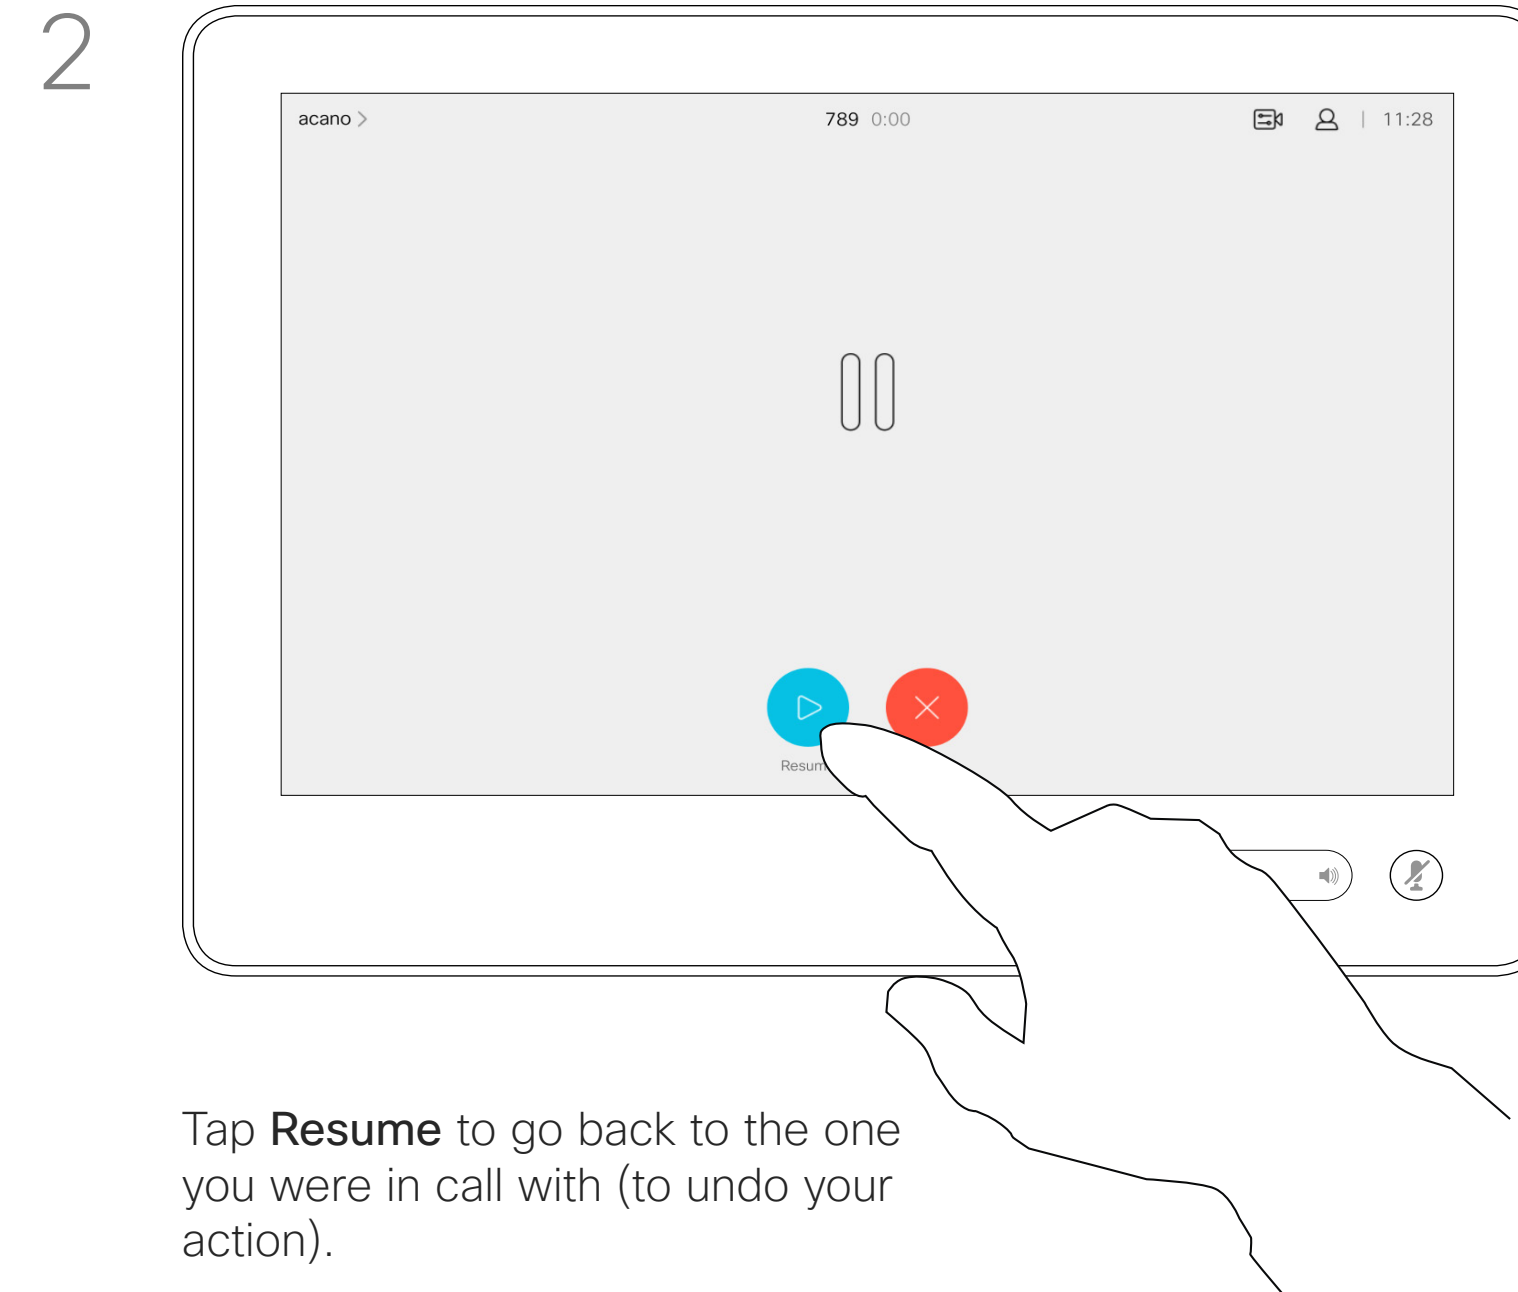 2
acano
789 0:00
11:28
Tap Resume to go back to the one
you were in call with (to undo your
action).